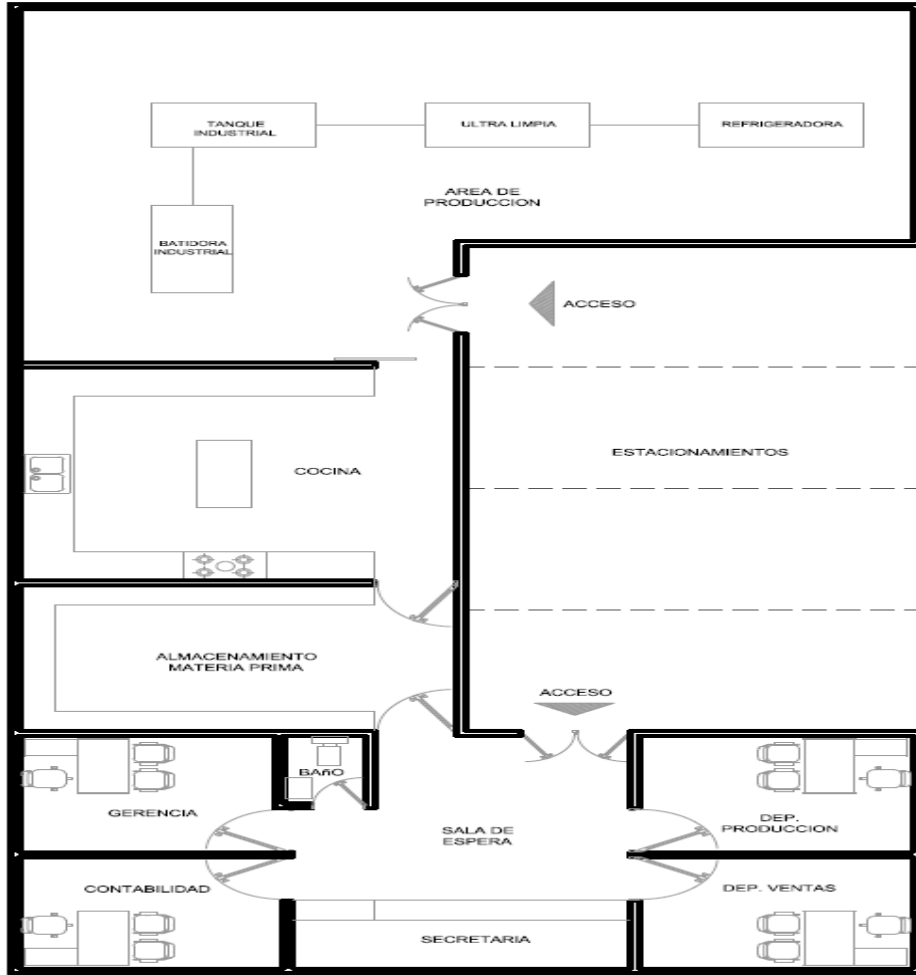 TANQUE
INDUSTRIAL
ULTRA LIMPIA
REFRIGERADORA
AREA DE
PRODUCCION
BATIDORA
INDUSTRIAL
ACCESO
ESTACIONAMIENTOS
COCINA
ALMACENAMIENTO
MATERIA PRIMA
ACCESO
BAñO
GERENCIA
SALA DE
ESPERA
DEP.
PRODUCCION
CONTABILIDAD
DEP. VENTAS
SECRETARIA